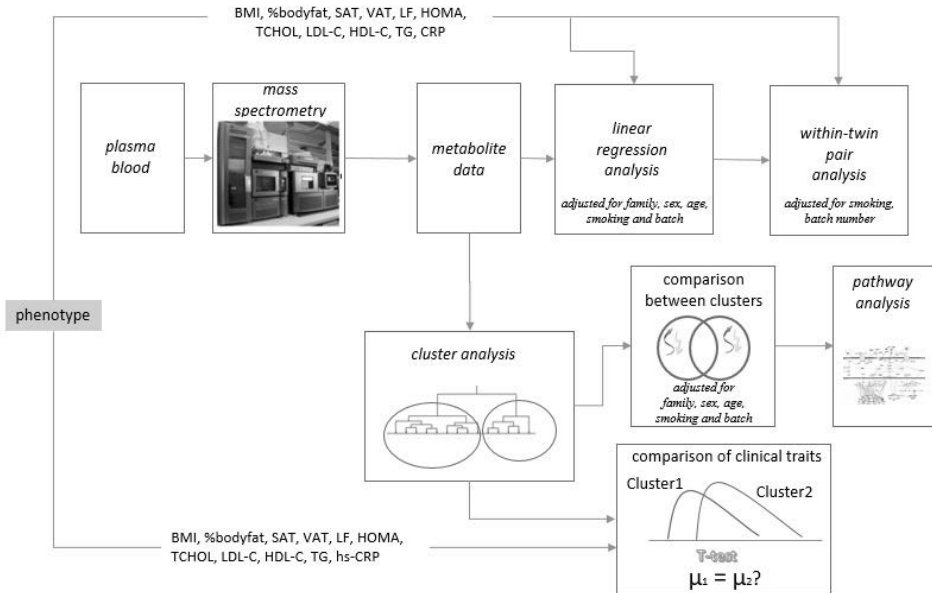 BMI, %bodyfat, SAT, VAT, LF, HOMA,
TCHOL, LDL-C, HDL-C, TG, CRP
plasma
blood
mass
spectrometry
metabolite
data
linear
regression
analysis
adjusted for family, sex, age,
smoking and batch
within-twin
pair
analysis
adjusted for smoking,
batch number
phenotype
cluster analysis
comparison
between clusters
adjusted for
family, sex, age,
smoking and batch
pathway
analysis
comparison of clinical traits
Cluster1
Cluster2
T-test
μ1 = μ2?
BMI, %bodyfat, SAT, VAT, LF, HOMA,
TCHOL, LDL-C, HDL-C, TG, hs-CRP